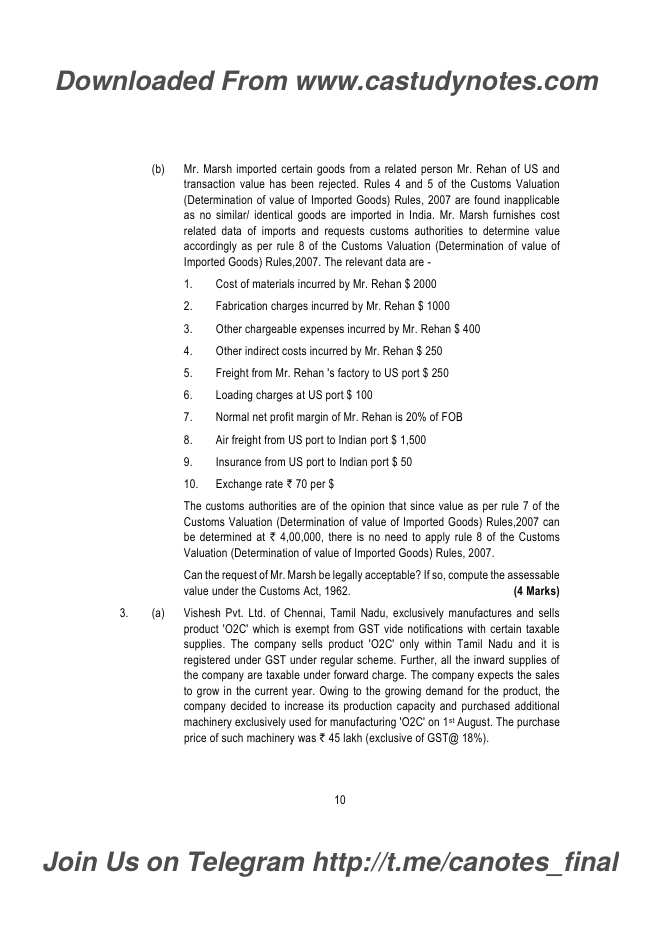 Downloaded From www.castudynotes.com
(b) Mr. Marsh imported certain goods from a related person Mr. Rehan of US and
transaction value has been rejected. Rules 4 and 5 of the Customs Valuation
(Determination of value of Imported Goods) Rules, 2007 are found inapplicable
as no similar/ identical goods are imported in India. Mr. Marsh furnishes cost
related data of imports and requests customs authorities to determine value
accordingly as per rule 8 of the Customs Valuation (Determination of value of
Imported Goods) Rules,2007. The relevant data are -
1. Cost of materials incurred by Mr. Rehan $ 2000
2. Fabrication charges incurred by Mr. Rehan $ 1000
3. Other chargeable expenses incurred by Mr. Rehan $ 400
4. Other indirect costs incurred by Mr. Rehan $ 250
5. Freight from Mr. Rehan 's factory to US port $ 250
6. Loading charges at US port $ 100
7. Normal net profit margin of Mr. Rehan is 20% of FOB
8. Air freight from US port to Indian port $ 1,500
9. Insurance from US port to Indian port $ 50
10. Exchange rate ₹ 70 per $
The customs authorities are of the opinion that since value as per rule 7 of the
Customs Valuation (Determination of value of Imported Goods) Rules,2007 can
be determined at ₹ 4,00,000, there is no need to apply rule 8 of the Customs
Valuation (Determination of value of Imported Goods) Rules, 2007.
Can the request of Mr. Marsh be legally acceptable? If so, compute the assessable
value under the Customs Act, 1962. (4 Marks)
3. (a) Vishesh Pvt. Ltd. of Chennai, Tamil Nadu, exclusively manufactures and sells
product 'O2C' which is exempt from GST vide notifications with certain taxable
supplies. The company sells product 'O2C' only within Tamil Nadu and it is
registered under GST under regular scheme. Further, all the inward supplies of
the company are taxable under forward charge. The company expects the sales
to grow in the current year. Owing to the growing demand for the product, the
company decided to increase its production capacity and purchased additional
machinery exclusively used for manufacturing 'O2C' on 1st August. The purchase
price of such machinery was ₹ 45 lakh (exclusive of GST@ 18%).
10
Join Us on Telegram http://t.me/canotes_final